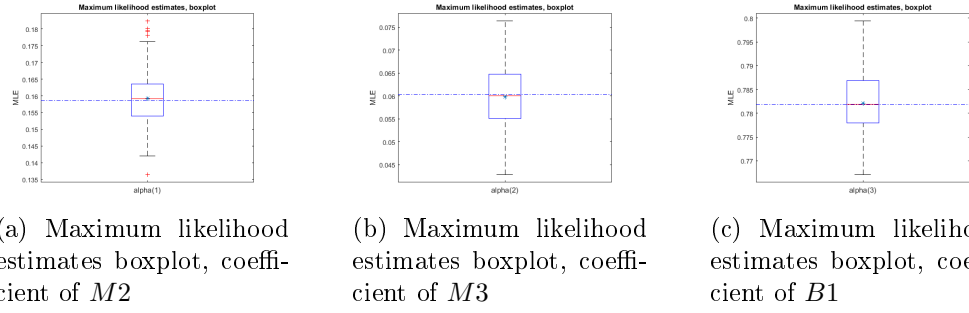 Maximum likelihood estimates, boxplot
0.18
0.175
0.17
0.165
0.16
0.155
0.15
0.145
0.14
0.135
MLE
alpha(1)
Maximum likelihood estimates, boxplot
0.075
0.07
0.065
0.06
0.055
0.05
0.045
MLE
alpha(2)
Maximum likelihood estimates, boxplot
0.8
0.795
0.79
0.785
0.78
0.775
0.77
MLE
alpha(3)
(a) Maximum likelihood
estimates boxplot, coeffi-
cient of M2
(b) Maximum likelihood
estimates boxplot, coeffi-
cient of M3
(c) Maximum likeliho
estimates boxplot, coe
cient of B1